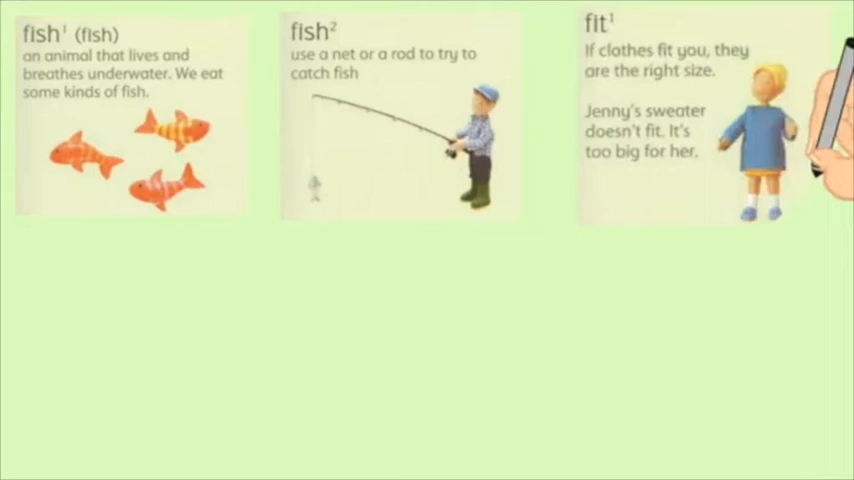 fish¹ (fish)
an animal that lives and
breathes underwater. We eat
some kinds of fish.
fish²
use a net or a rod to try to
catch fish
fit¹
If clothes fit you, they
are the right size.
Jenny's sweater
doesn't fit. It's
too big for her.